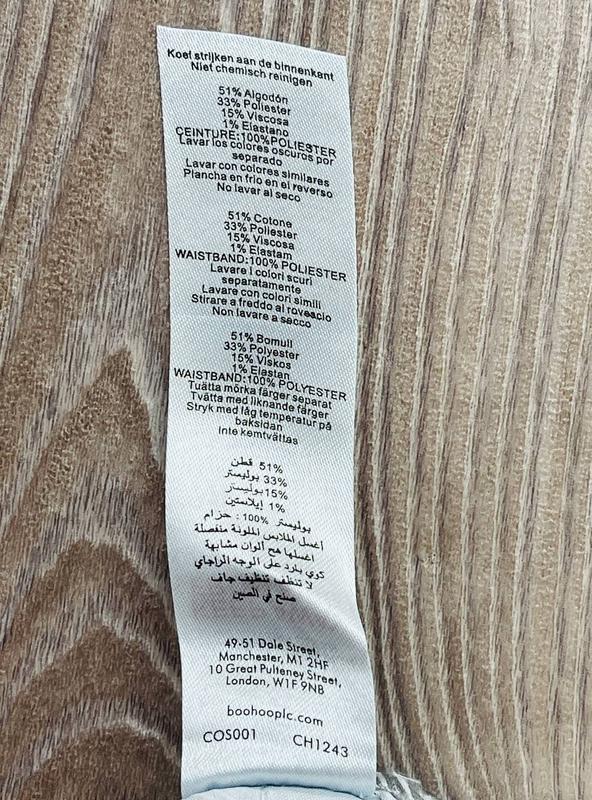 Koel strijken aan de binnenkant
Niet chemisch reinigen
51% Algodón
33% Poliester
15% Viscosa
1% Elastano
CEINTURE:100%POLIESTER
Lavar los colores oscuros por
separado
Lavar con colores similares
Plancha en frio en el reverso
No lavar al seco
51% Cotone
33% Poliester
15% Viscosa
1% Elastam
WAISTBAND:100% POLIESTER
Lavare i colori scuri
separatamente
Lavare con colori simili
Stirare a freddo al rovescio
Non lavare a secco
51% Bomull
33% Polyester
15% Viskos
1% Elastan
WAISTBAND:100% POLYESTER
Tvätta mörka färger separat
Tvätta med liknande färger
Stryk med låg temperatur på
baksidan
Inte kemtvättas
51% قطن
33% بوليستر
15% بوليستر
1% إيلاستين
بوليستر 100% : حزام
أغسل الملابس الملونة منفصلة
اغسلها مع ألوان مشابهة
كوي بارد على الوجه الراجاي
لا تنظف تنظيف جاف
صنع في الصين
49-51 Dale Street,
Manchester, M1 2HF
10 Great Pulteney Street,
London, W1F 9NB
boohooplc.com
COS001 CH1243